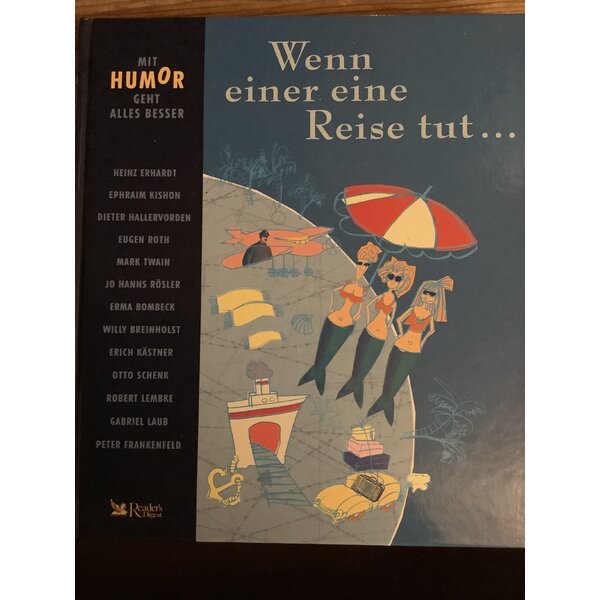 MIT
HUMOR
GEHT
ALLES BESSER
Wenn
einer eine
Reise tut...
HEINZ ERHARDT
EPHRAIM KISHON
DIETER HALLERVORDEN
EUGEN ROTH
MARK TWAIN
JO HANNS RÖSLER
ERMA BOMBECK
WILLY BREINHOLST
ERICH KÄSTNER
OTTO SCHENK
ROBERT LEMBKE
GABRIEL LAUB
PETER FRANKENFELD
Reader's
Digest